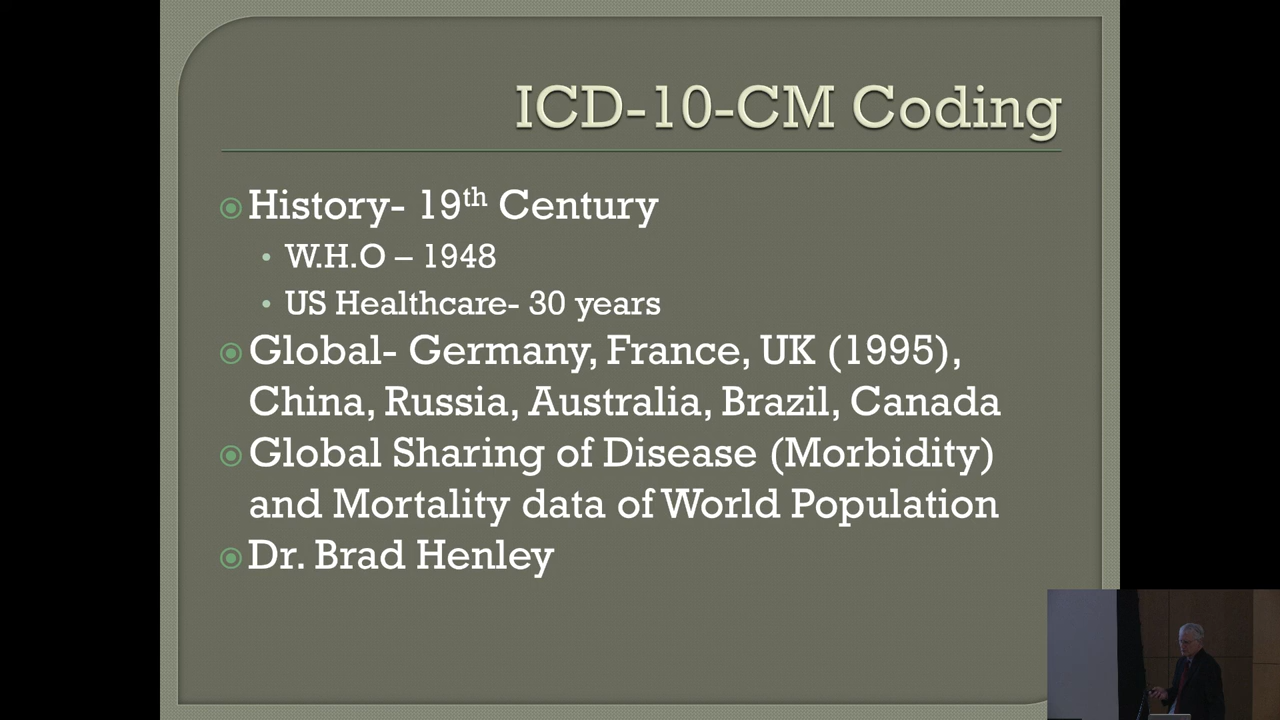 ICD-10-CM Coding
History- 19th Century
W.H.O – 1948
US Healthcare- 30 years
Global- Germany, France, UK (1995),
China, Russia, Australia, Brazil, Canada
Global Sharing of Disease (Morbidity)
and Mortality data of World Population
Dr. Brad Henley